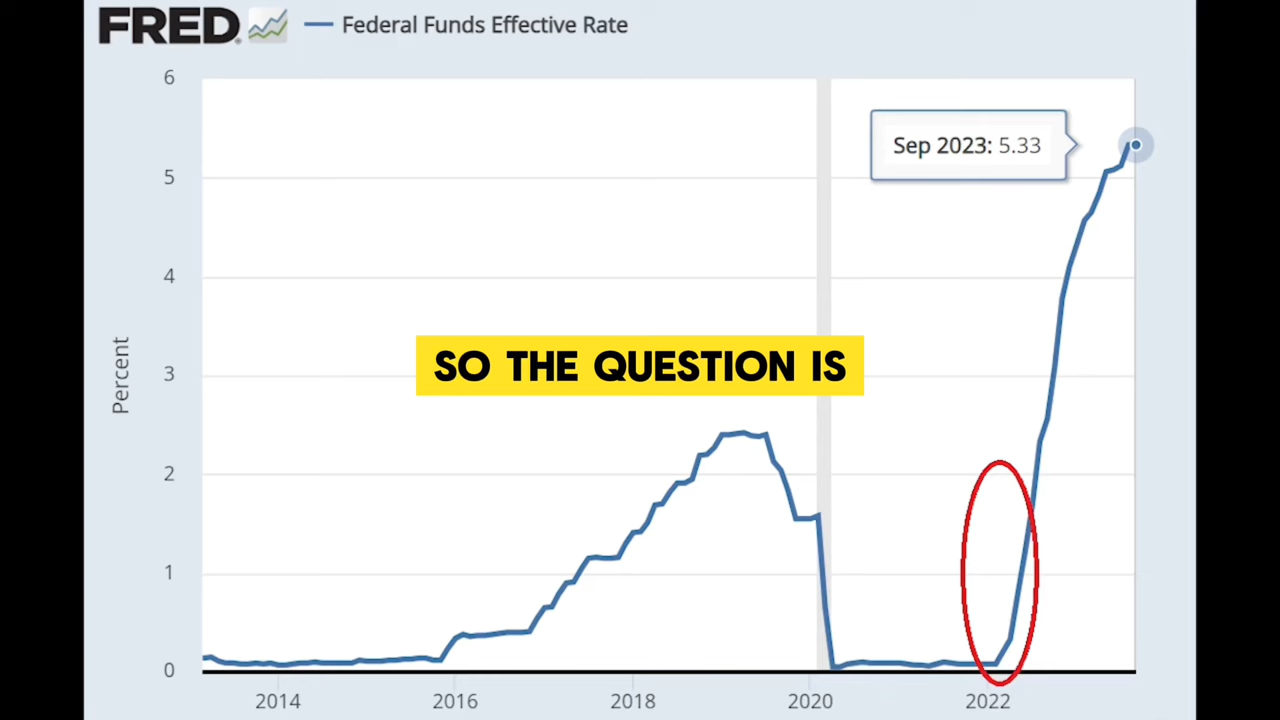 FRED® Federal Funds Effective Rate
6
Sep 2023: 5.33
5
4
SO THE QUESTION IS
Percent
3
2
1
0
2014 2016 2018 2020 2022